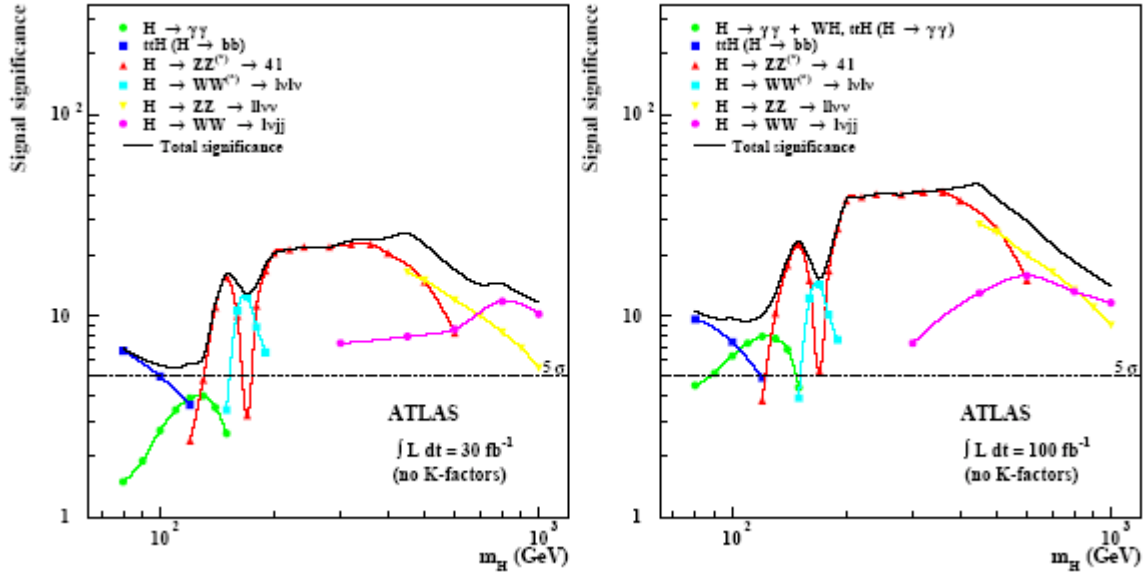 Signal significance
H → γγ
ttH (H → bb)
H → ZZ(*) → 4l
H → WW(*) → lνlν
H → ZZ → llνν
H → WW → lνjj
Total significance
10²
10
1
5 σ
ATLAS
∫ L dt = 30 fb⁻¹
(no K-factors)
10²
10³
m_H (GeV)
Signal significance
H → γγ + WH, ttH (H → γγ)
ttH (H → bb)
H → ZZ(*) → 4l
H → WW(*) → lνlν
H → ZZ → llνν
H → WW → lνjj
Total significance
10²
10
1
5 σ
ATLAS
∫ L dt = 100 fb⁻¹
(no K-factors)
10²
10³
m_H (GeV)